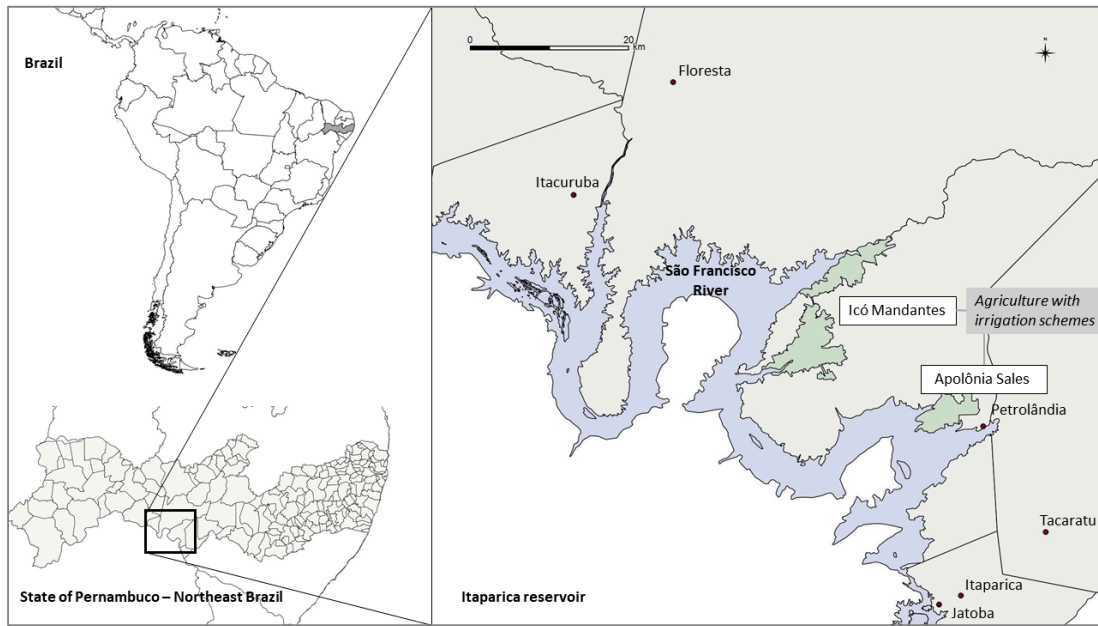 Brazil
State of Pernambuco – Northeast Brazil
0
20
km
N
Floresta
Itacuruba
São Francisco
River
Icó Mandantes
Agriculture with
irrigation schemes
Apolônia Sales
Petrolândia
Tacaratu
Itaparica
Jatoba
Itaparica reservoir